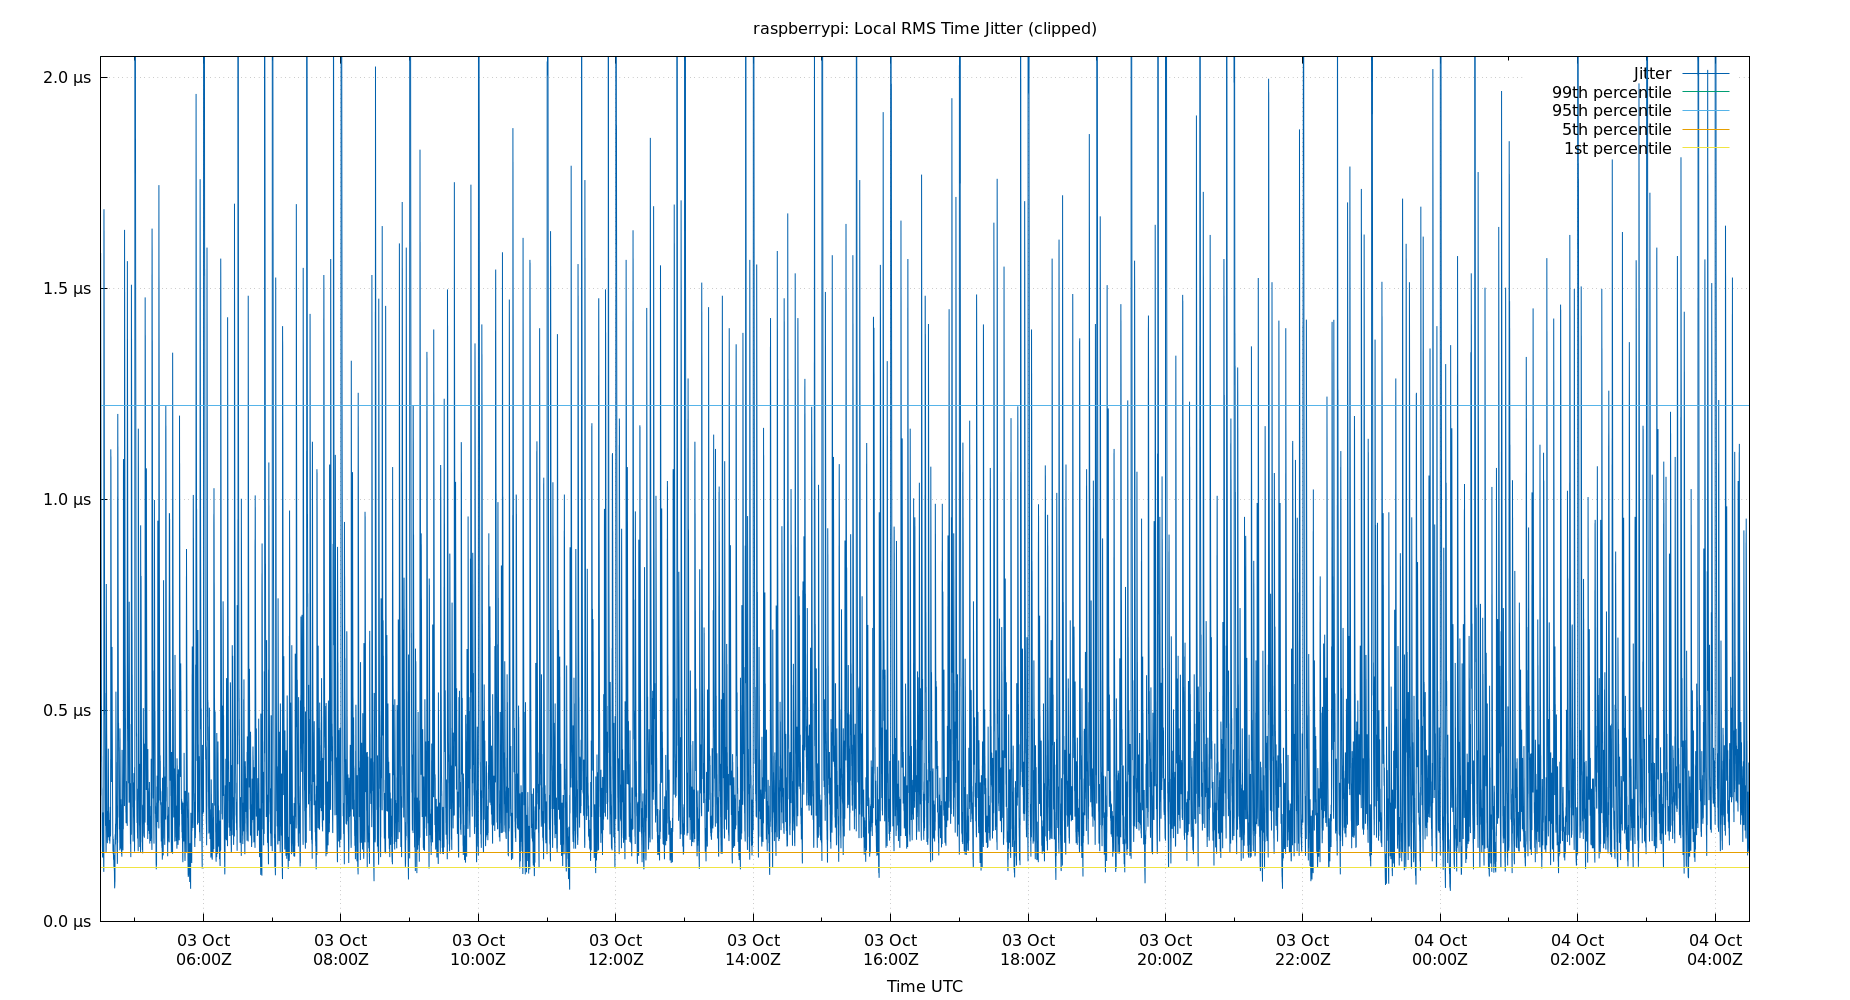 raspberrypi: Local RMS Time Jitter (clipped)
2.0 µs
1.5 µs
1.0 µs
0.5 µs
0.0 µs
Jitter
99th percentile
95th percentile
5th percentile
1st percentile
03 Oct 03 Oct 03 Oct 03 Oct 03 Oct 03 Oct 03 Oct 03 Oct 03 Oct 04 Oct 04 Oct 04 Oct
06:00Z 08:00Z 10:00Z 12:00Z 14:00Z 16:00Z 18:00Z 20:00Z 22:00Z 00:00Z 02:00Z 04:00Z
Time UTC